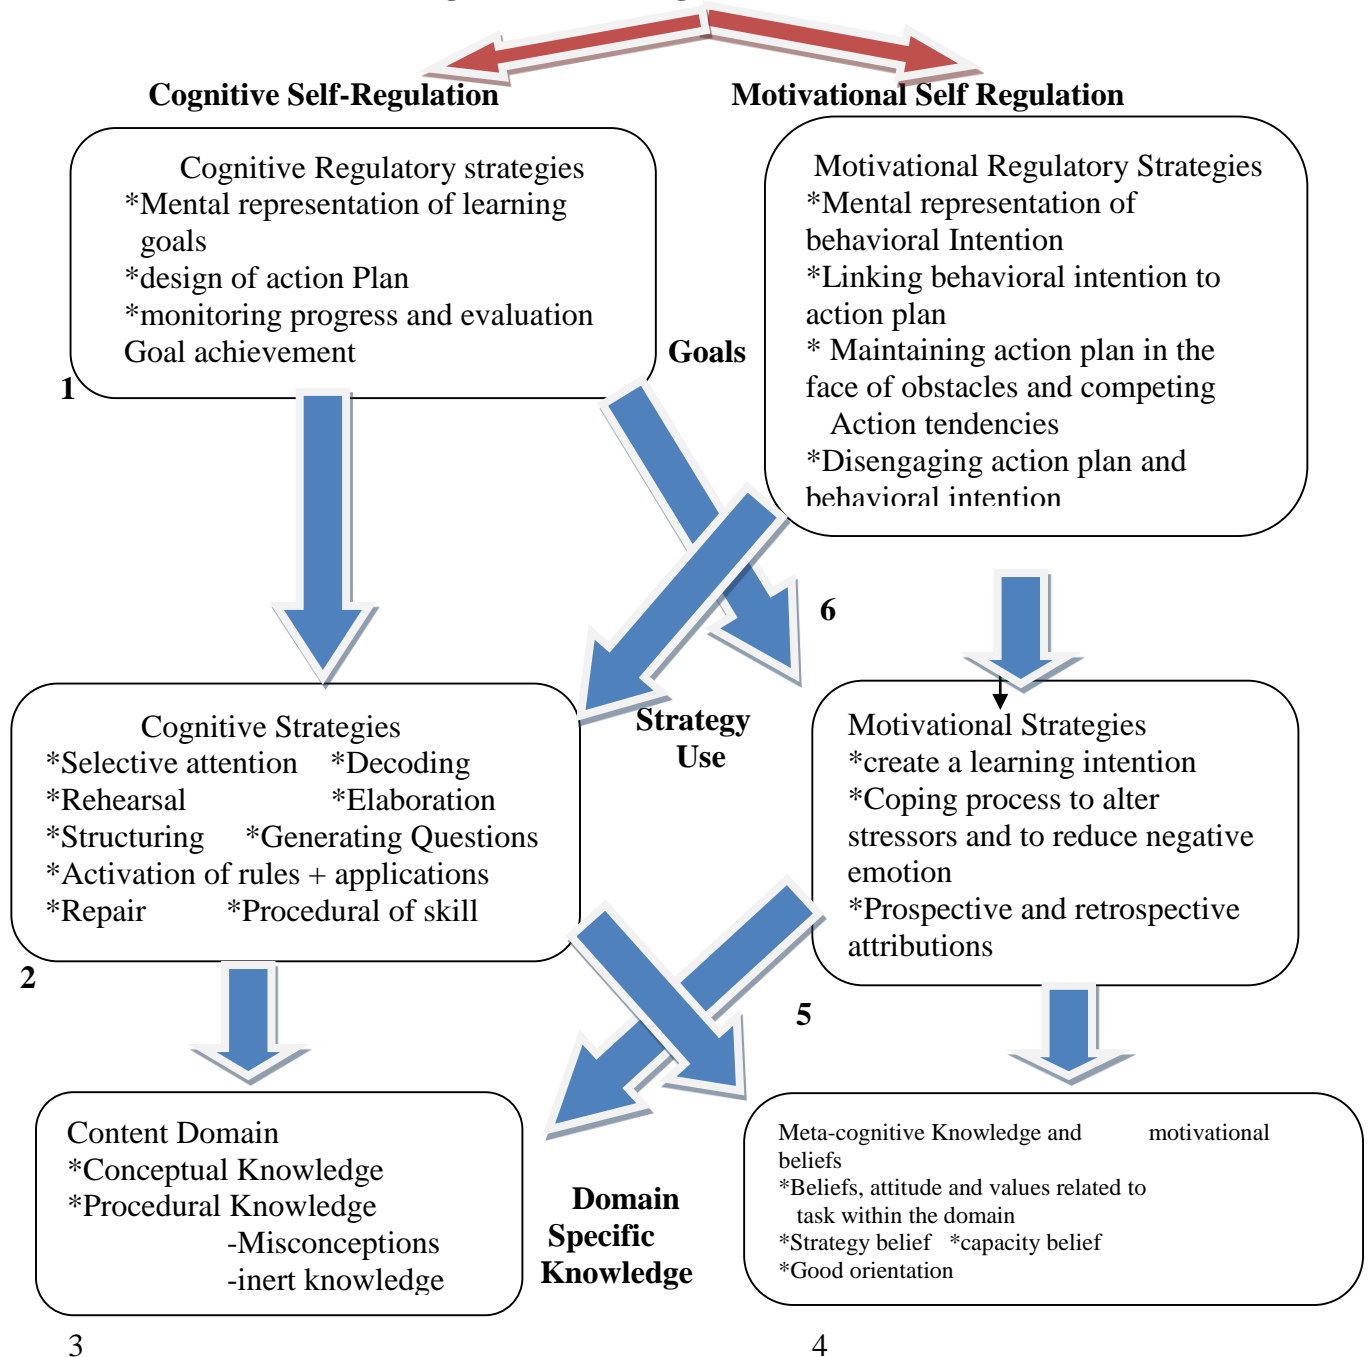 Cognitive Self-Regulation
Motivational Self Regulation
Cognitive Regulatory strategies
*Mental representation of learning
goals
*design of action Plan
*monitoring progress and evaluation
Goal achievement
1
Goals
Motivational Regulatory Strategies
*Mental representation of
behavioral Intention
*Linking behavioral intention to
action plan
* Maintaining action plan in the
face of obstacles and competing
Action tendencies
*Disengaging action plan and
behavioral intention
6
Cognitive Strategies
*Selective attention *Decoding
*Rehearsal *Elaboration
*Structuring *Generating Questions
*Activation of rules + applications
*Repair *Procedural of skill
2
Strategy
Use
Motivational Strategies
*create a learning intention
*Coping process to alter
stressors and to reduce negative
emotion
*Prospective and retrospective
attributions
5
Content Domain
*Conceptual Knowledge
*Procedural Knowledge
-Misconceptions
-inert knowledge
3
Domain
Specific
Knowledge
Meta-cognitive Knowledge and motivational
beliefs
*Beliefs, attitude and values related to
task within the domain
*Strategy belief *capacity belief
*Good orientation
4